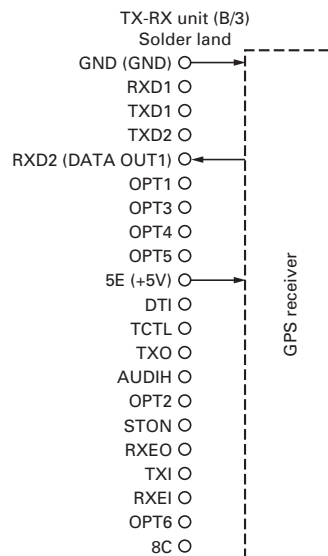 TX-RX unit (B/3)
Solder land
GND (GND)
RXD1
TXD1
TXD2
RXD2 (DATA OUT1)
OPT1
OPT3
OPT4
OPT5
5E (+5V)
DTI
TCTL
TXO
AUDIH
OPT2
STON
RXEO
TXI
RXEI
OPT6
8C
GPS receiver